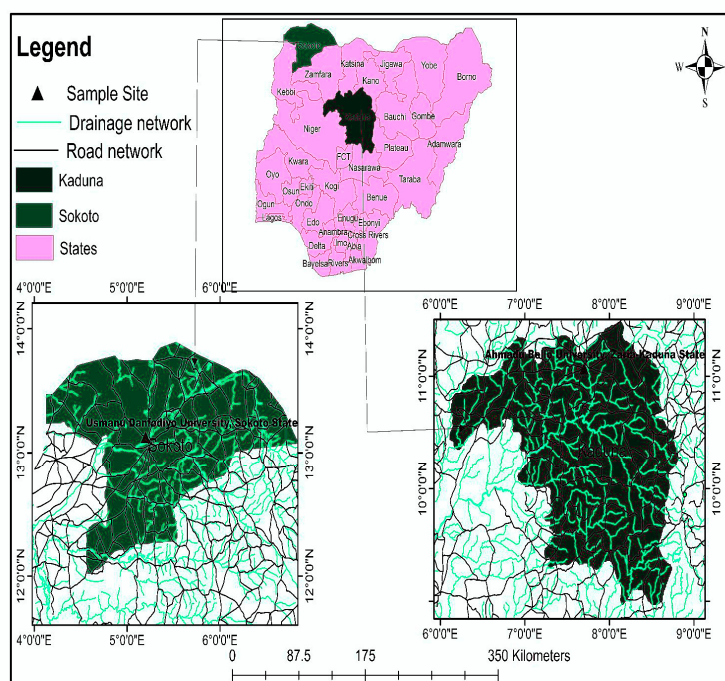 Legend
Sample Site
Drainage network
Road network
Kaduna
Sokoto
States
N
W E
S
Sokoto
Katsina
Jigawa
Yobe
Zamfara
Kano
Borno
Kebbi
Kaduna
Bauchi
Gombe
Niger
Adamwara
Plateau
FCT
Kwara
Nasarawa
Oyo
Taraba
Osun
Ekiti
Kogi
Benue
Ogun
Ondo
Lagos
Edo
Enugu
Ebonyi
Anambra
Cross Rivers
Delta
Imo
Abia
Bayelsa
Rivers
Akwaibom
4°0'0"E 5°0'0"E 6°0'0"E
14°0'0"N
14°0'0"N
Usmanu Danfodiyo University, Sokoto State
Sokoto
13°0'0"N
13°0'0"N
12°0'0"N
12°0'0"N
4°0'0"E 5°0'0"E 6°0'0"E
6°0'0"E 7°0'0"E 8°0'0"E 9°0'0"E
Ahmadu Bello University, Zaria Kaduna State
11°0'0"N
11°0'0"N
Kaduna
10°0'0"N
10°0'0"N
6°0'0"E 7°0'0"E 8°0'0"E 9°0'0"E
0 87.5 175 350 Kilometers